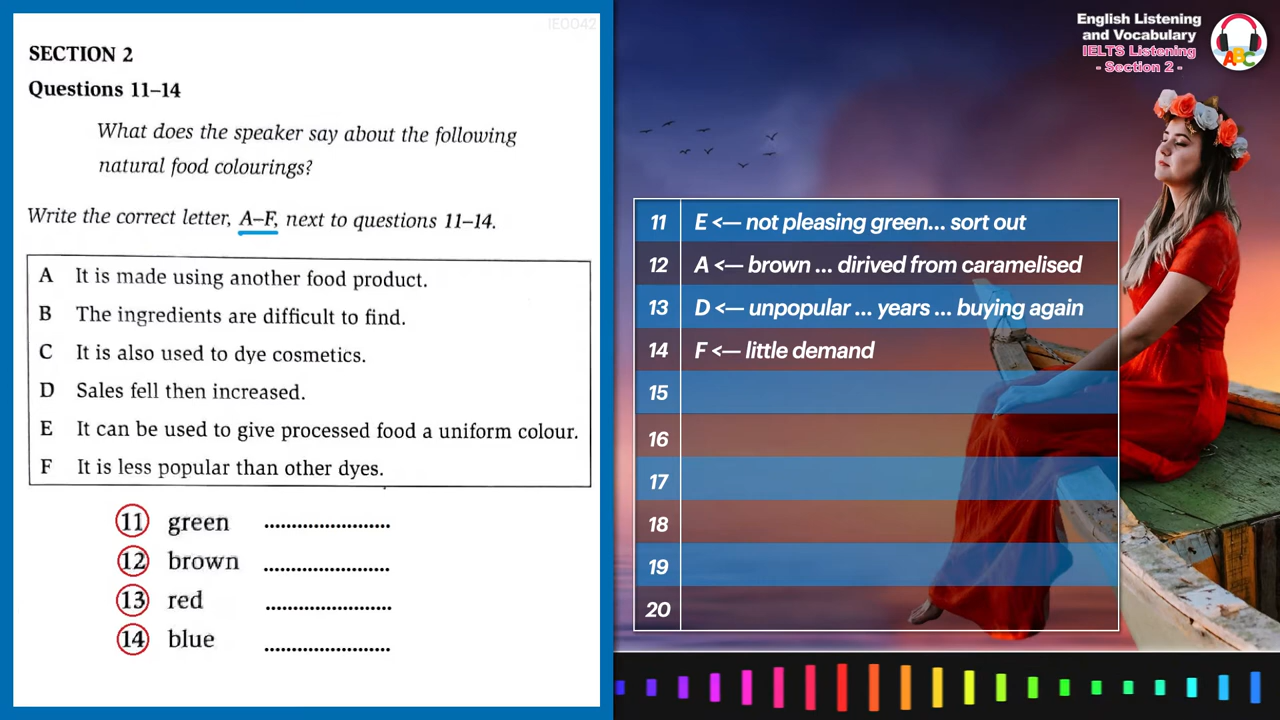 IE0042
SECTION 2
Questions 11–14
What does the speaker say about the following
natural food colourings?
Write the correct letter, A–F, next to questions 11–14.
A It is made using another food product.
B The ingredients are difficult to find.
C It is also used to dye cosmetics.
D Sales fell then increased.
E It can be used to give processed food a uniform colour.
F It is less popular than other dyes.
11 green ........................
12 brown ........................
13 red ........................
14 blue ........................
English Listening
and Vocabulary
IELTS Listening
- Section 2 -
ABC
11 E <— not pleasing green... sort out
12 A <— brown ... dirived from caramelised
13 D <— unpopular ... years ... buying again
14 F <— little demand
15
16
17
18
19
20